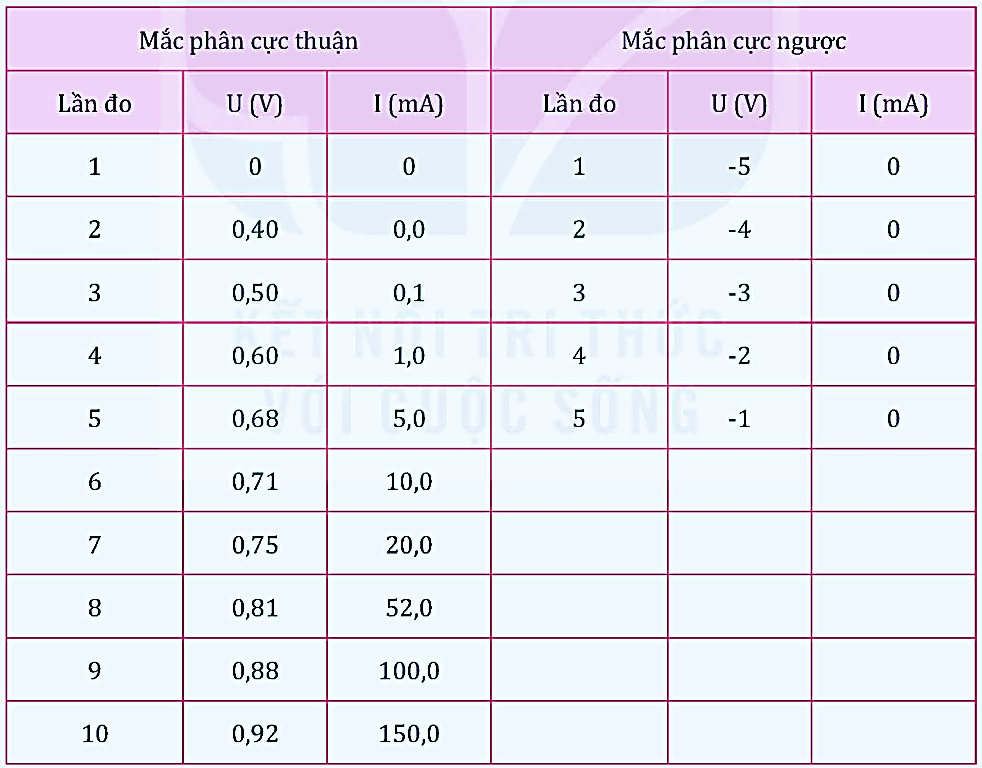 Mắc phân cực thuận Mắc phân cực ngược
Lần đo U (V) I (mA) Lần đo U (V) I (mA)
1 0 0 1 -5 0
2 0,40 0,0 2 -4 0
3 0,50 0,1 3 -3 0
4 0,60 1,0 4 -2 0
5 0,68 5,0 5 -1 0
6 0,71 10,0
7 0,75 20,0
8 0,81 52,0
9 0,88 100,0
10 0,92 150,0
KẾT NỐI TRI THỨC
VỚI CUỘC SỐNG